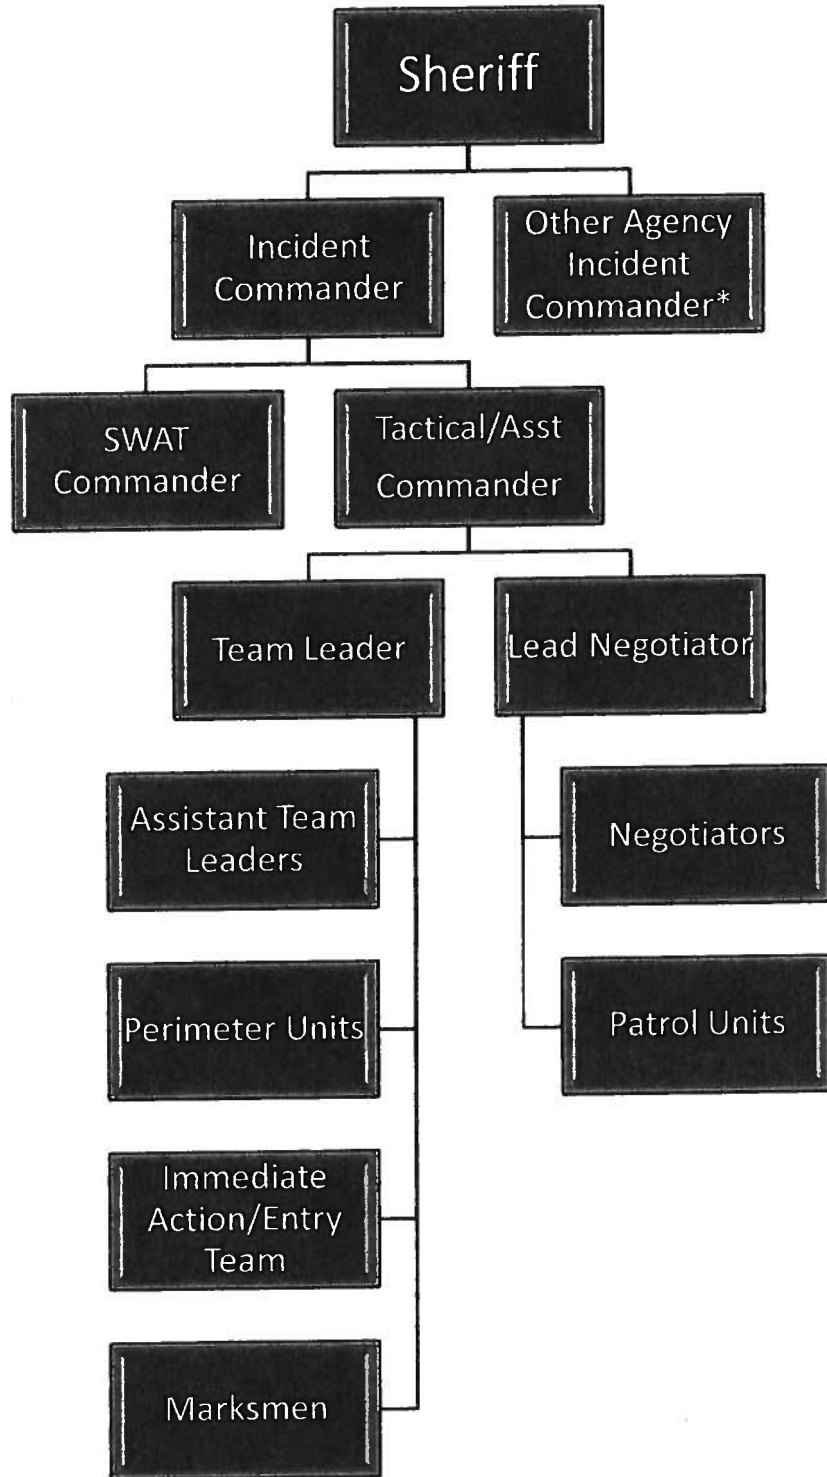 Sheriff
Incident
Commander
Other Agency
Incident
Commander*
SWAT
Commander
Tactical/Asst
Commander
Team Leader
Lead Negotiator
Assistant Team
Leaders
Negotiators
Perimeter Units
Patrol Units
Immediate
Action/Entry
Team
Marksmen